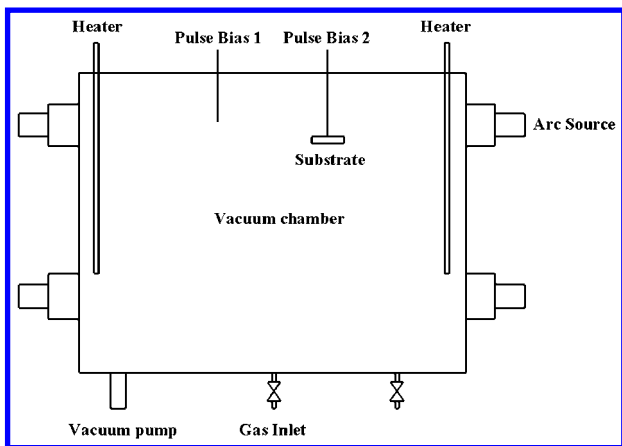 Heater
Pulse Bias 1
Pulse Bias 2
Heater
Arc Source
Substrate
Vacuum chamber
Vacuum pump
Gas Inlet